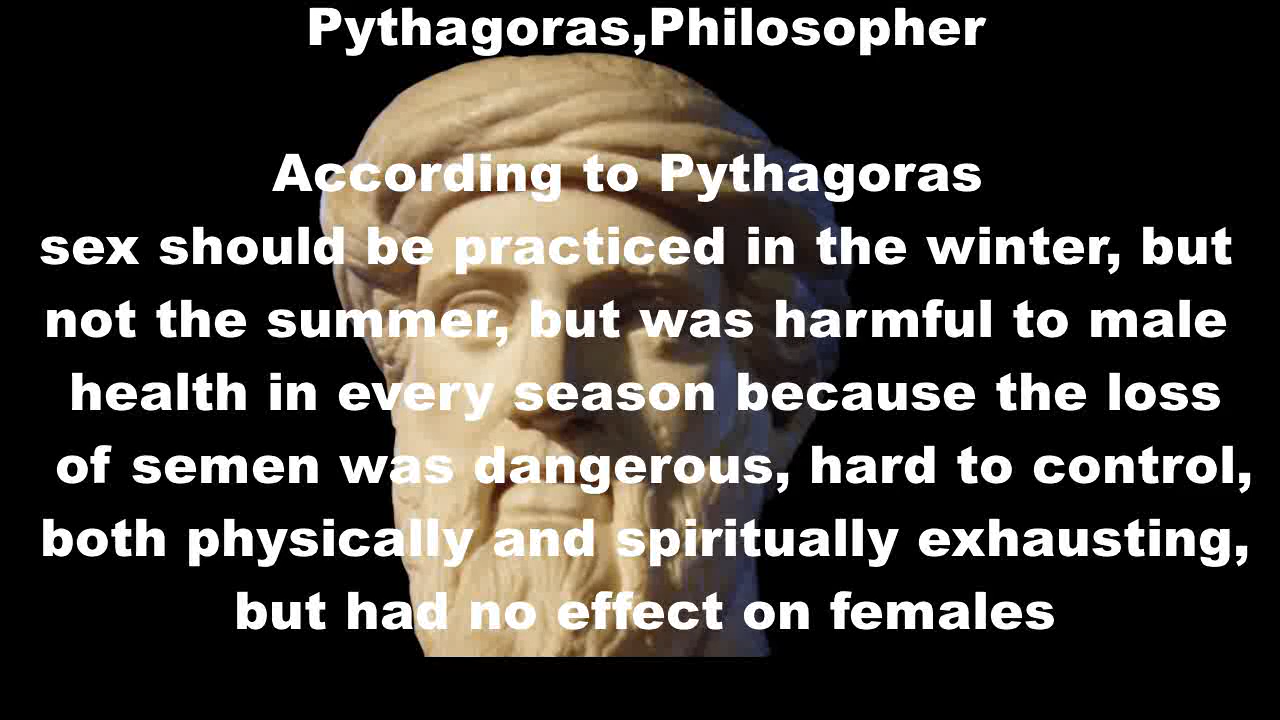 Pythagoras,Philosopher
According to Pythagoras
sex should be practiced in the winter, but
not the summer, but was harmful to male
health in every season because the loss
of semen was dangerous, hard to control,
both physically and spiritually exhausting,
but had no effect on females